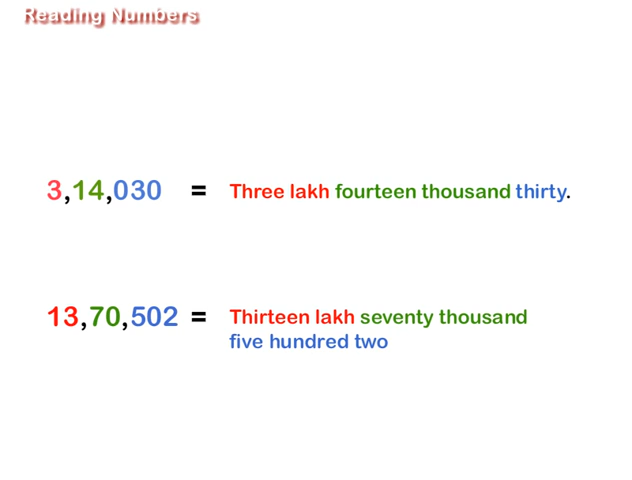 Reading Numbers
3,14,030 = Three lakh fourteen thousand thirty.
13,70,502 = Thirteen lakh seventy thousand
five hundred two